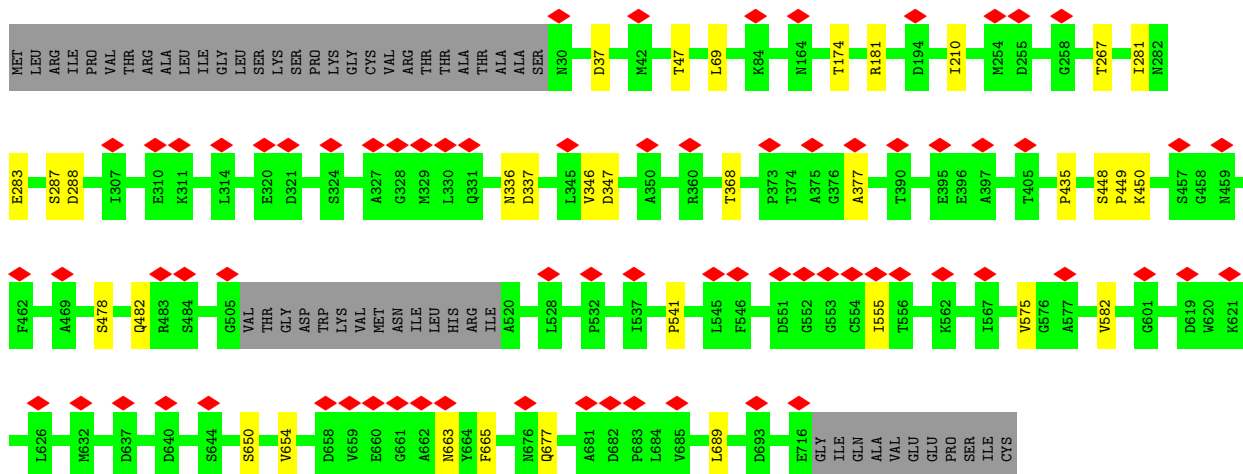 MET LEU ARG ILE PRO VAL THR ARG ALA LEU ILE GLY LEU SER LYS SER PRO LYS GLY CYS VAL ARG THR THR ALA THR ALA ALA SER N30 D37 M42 T47 L69 K84 N164 T174 R181 D194 I210 M254 D255 G258 T267 I281 N282
E283 S287 D288 I307 E310 K311 L314 E320 D321 S324 A327 G328 M329 L330 Q331 N336 D337 L345 V346 D347 A350 R360 T368 P373 T374 A375 G376 A377 T390 E395 E396 A397 T405 P435 S448 P449 K450 S457 G458 N459
F462 A469 S478 Q482 R483 S484 G505 VAL THR GLY ASP TRP LYS VAL MET ASN ILE LEU HIS ARG ILE A520 L528 P532 I537 P541 L545 F546 D551 G552 G553 C554 I555 T556 K562 I567 V575 G576 A577 V582 G601 D619 W620 K621
L626 M632 D637 D640 S644 S650 V654 D658 V659 E660 G661 A662 N663 Y664 F665 N676 Q677 A681 D682 P683 L684 V685 L689 D693 E716 GLY ILE GLN ALA VAL GLU GLU PRO SER ILE CYS